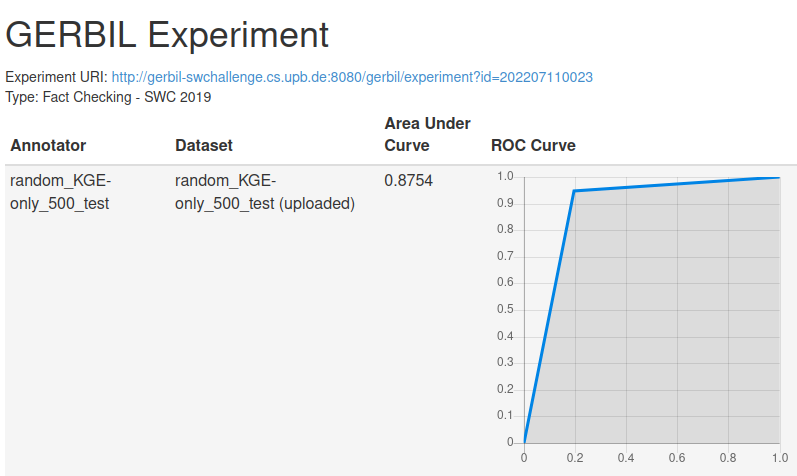 GERBIL Experiment
Experiment URI: http://gerbil-swchallenge.cs.upb.de:8080/gerbil/experiment?id=202207110023
Type: Fact Checking - SWC 2019
Annotator Dataset Area Under Curve ROC Curve
random_KGE-only_500_test random_KGE-only_500_test (uploaded) 0.8754
1.0
0.9
0.8
0.7
0.6
0.5
0.4
0.3
0.2
0.1
0
0 0.2 0.4 0.6 0.8 1.0